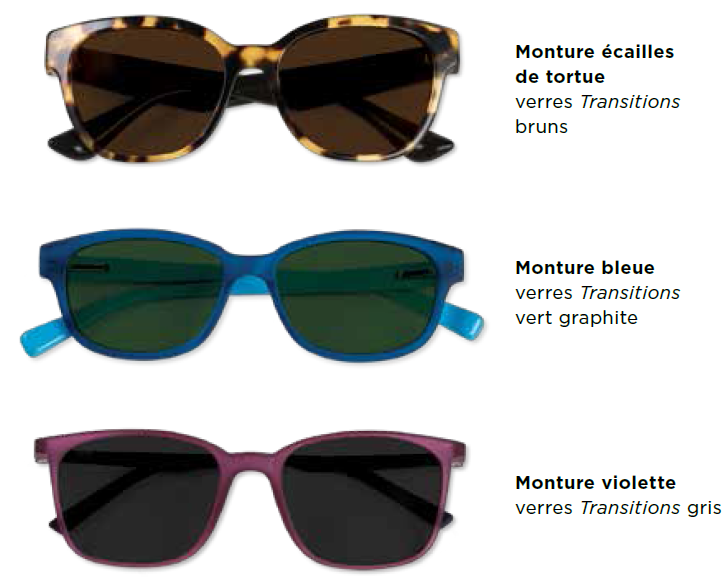 Monture écailles
de tortue
verres Transitions
bruns
Monture bleue
verres Transitions
vert graphite
Monture violette
verres Transitions gris